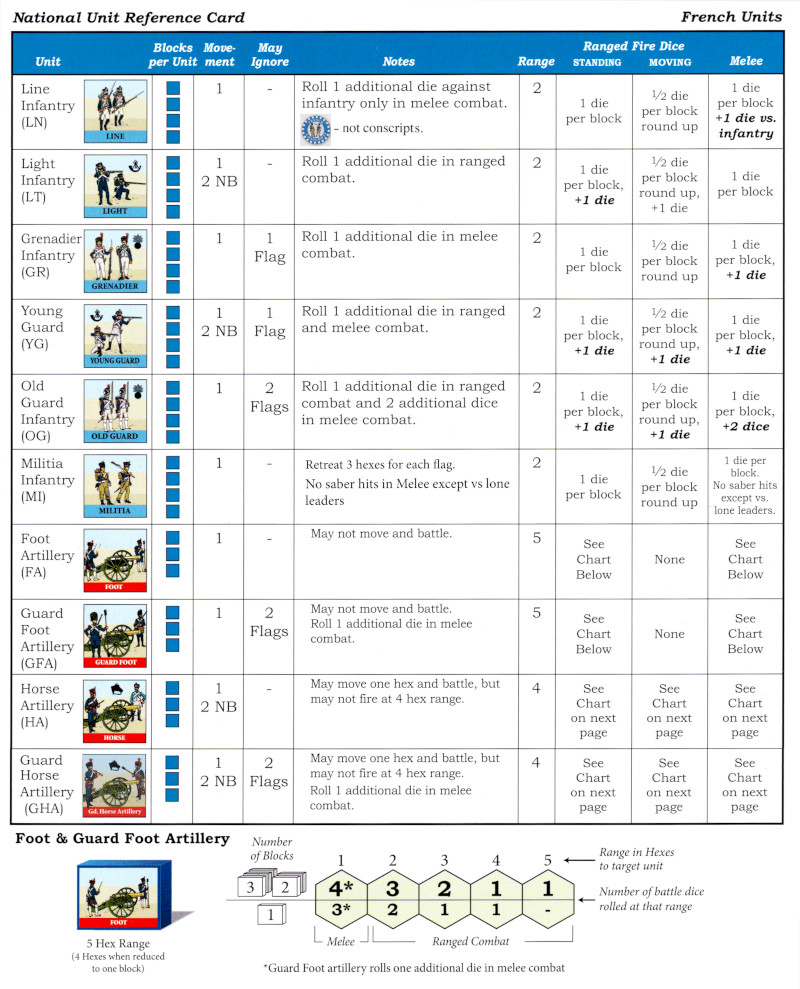 National Unit Reference Card
French Units
Unit
Blocks
per Unit
Move-
ment
May
Ignore
Notes
Range
Ranged Fire Dice
STANDING
MOVING
Melee
Line
Infantry
(LN)
LINE
1
-
Roll 1 additional die against
infantry only in melee combat.
- not conscripts.
2
1 die
per block
½ die
per block
round up
1 die
per block
+1 die vs.
infantry
Light
Infantry
(LT)
LIGHT
1
2 NB
-
Roll 1 additional die in ranged
combat.
2
1 die
per block,
+1 die
½ die
per block
round up,
+1 die
1 die
per block
Grenadier
Infantry
(GR)
GRENADIER
1
1
Flag
Roll 1 additional die in melee
combat.
2
1 die
per block
½ die
per block
round up
1 die
per block,
+1 die
Young
Guard
(YG)
YOUNG GUARD
1
2 NB
1
Flag
Roll 1 additional die in ranged
and melee combat.
2
1 die
per block,
+1 die
½ die
per block
round up,
+1 die
1 die
per block,
+1 die
Old
Guard
Infantry
(OG)
OLD GUARD
1
2
Flags
Roll 1 additional die in ranged
combat and 2 additional dice
in melee combat.
2
1 die
per block,
+1 die
½ die
per block
round up,
+1 die
1 die
per block,
+2 dice
Militia
Infantry
(MI)
MILITIA
1
-
Retreat 3 hexes for each flag.
No saber hits in Melee except vs lone
leaders
2
1 die
per block
½ die
per block
round up
1 die per
block.
No saber hits
except vs.
lone leaders.
Foot
Artillery
(FA)
FOOT
1
-
May not move and battle.
5
See
Chart
Below
None
See
Chart
Below
Guard
Foot
Artillery
(GFA)
GUARD FOOT
1
2
Flags
May not move and battle.
Roll 1 additional die in melee
combat.
5
See
Chart
Below
None
See
Chart
Below
Horse
Artillery
(HA)
HORSE
1
2 NB
-
May move one hex and battle, but
may not fire at 4 hex range.
4
See
Chart
on next
page
See
Chart
on next
page
See
Chart
on next
page
Guard
Horse
Artillery
(GHA)
Gd. Horse Artillery
1
2 NB
2
Flags
May move one hex and battle, but
may not fire at 4 hex range.
Roll 1 additional die in melee
combat.
4
See
Chart
on next
page
See
Chart
on next
page
See
Chart
on next
page
Foot & Guard Foot Artillery
FOOT
5 Hex Range
(4 Hexes when reduced
to one block)
Number
of Blocks
1 2 3 4 5
Range in Hexes
to target unit
3 2
4* 3 2 1 1
Number of battle dice
rolled at that range
1
3* 2 1 1 -
Melee
Ranged Combat
*Guard Foot artillery rolls one additional die in melee combat